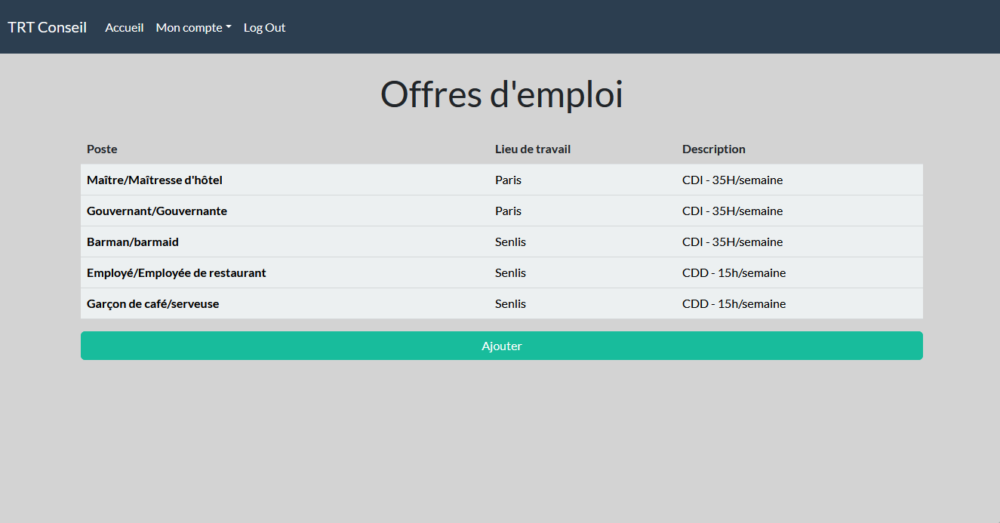 TRT Conseil Accueil Mon compte Log Out
Offres d'emploi
Poste Lieu de travail Description
Maître/Maîtresse d'hôtel Paris CDI - 35H/semaine
Gouvernant/Gouvernante Paris CDI - 35H/semaine
Barman/barmaid Senlis CDI - 35H/semaine
Employé/Employée de restaurant Senlis CDD - 15h/semaine
Garçon de café/serveuse Senlis CDD - 15h/semaine
Ajouter